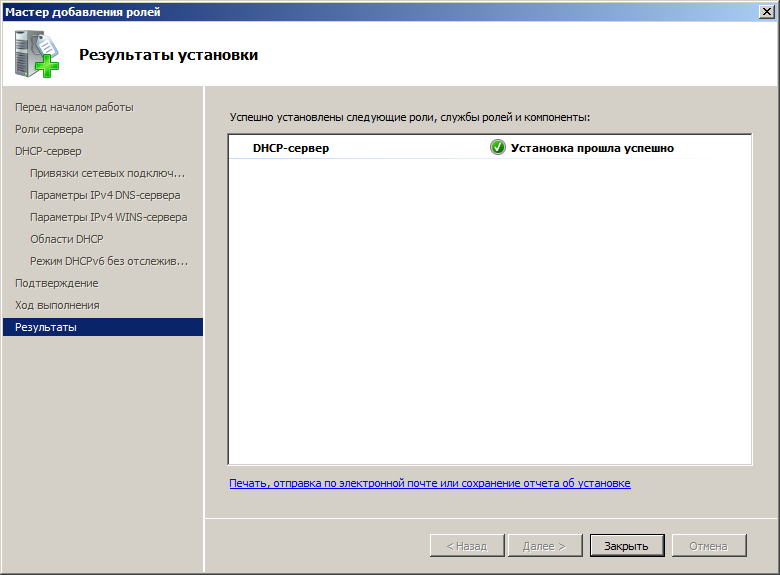 Мастер добавления ролей
Результаты установки
Перед началом работы
Роли сервера
DHCP-сервер
Привязки сетевых подключ...
Параметры IPv4 DNS-сервера
Параметры IPv4 WINS-сервера
Области DHCP
Режим DHCPv6 без отслежив...
Подтверждение
Ход выполнения
Результаты
Успешно установлены следующие роли, службы ролей и компоненты:
DHCP-сервер Установка прошла успешно
Печать, отправка по электронной почте или сохранение отчета об установке
< Назад Далее > Закрыть Отмена